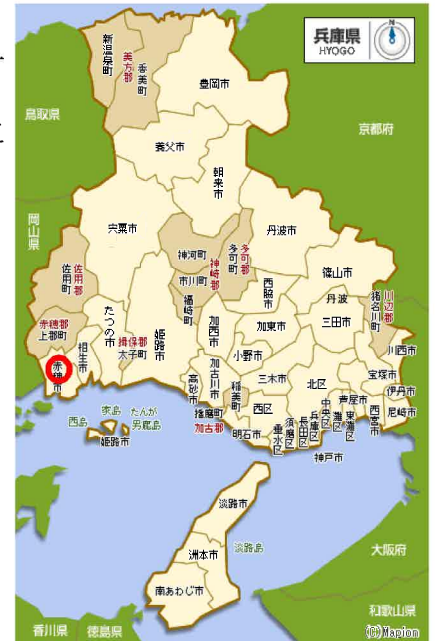 兵庫県
HYOGO
新温泉町
美方郡
香美町
豊岡市
鳥取県
京都府
養父市
朝来市
岡山県
宍粟市
丹波市
神河町
神崎郡
多可町
多可郡
市川町
福崎町
佐用町
佐用郡
西脇市
篠山市
丹波
猪名川町
川辺郡
赤穂郡
上郡町
相生市
たつの市
揖保郡
太子町
姫路市
加西市
加東市
三田市
赤穂市
小野市
川西市
加古川市
高砂市
三木市
北区
宝塚市
伊丹市
稲美町
播磨町
加古郡
西区
明石市
垂水区
須磨区
長田区
兵庫区
中央区
灘区
東灘区
芦屋市
西宮市
尼崎市
神戸市
西島
家島
たんが
男鹿島
姫路市
淡路市
淡路島
洲本市
南あわじ市
大阪府
和歌山県
香川県
徳島県
(C)Mapion